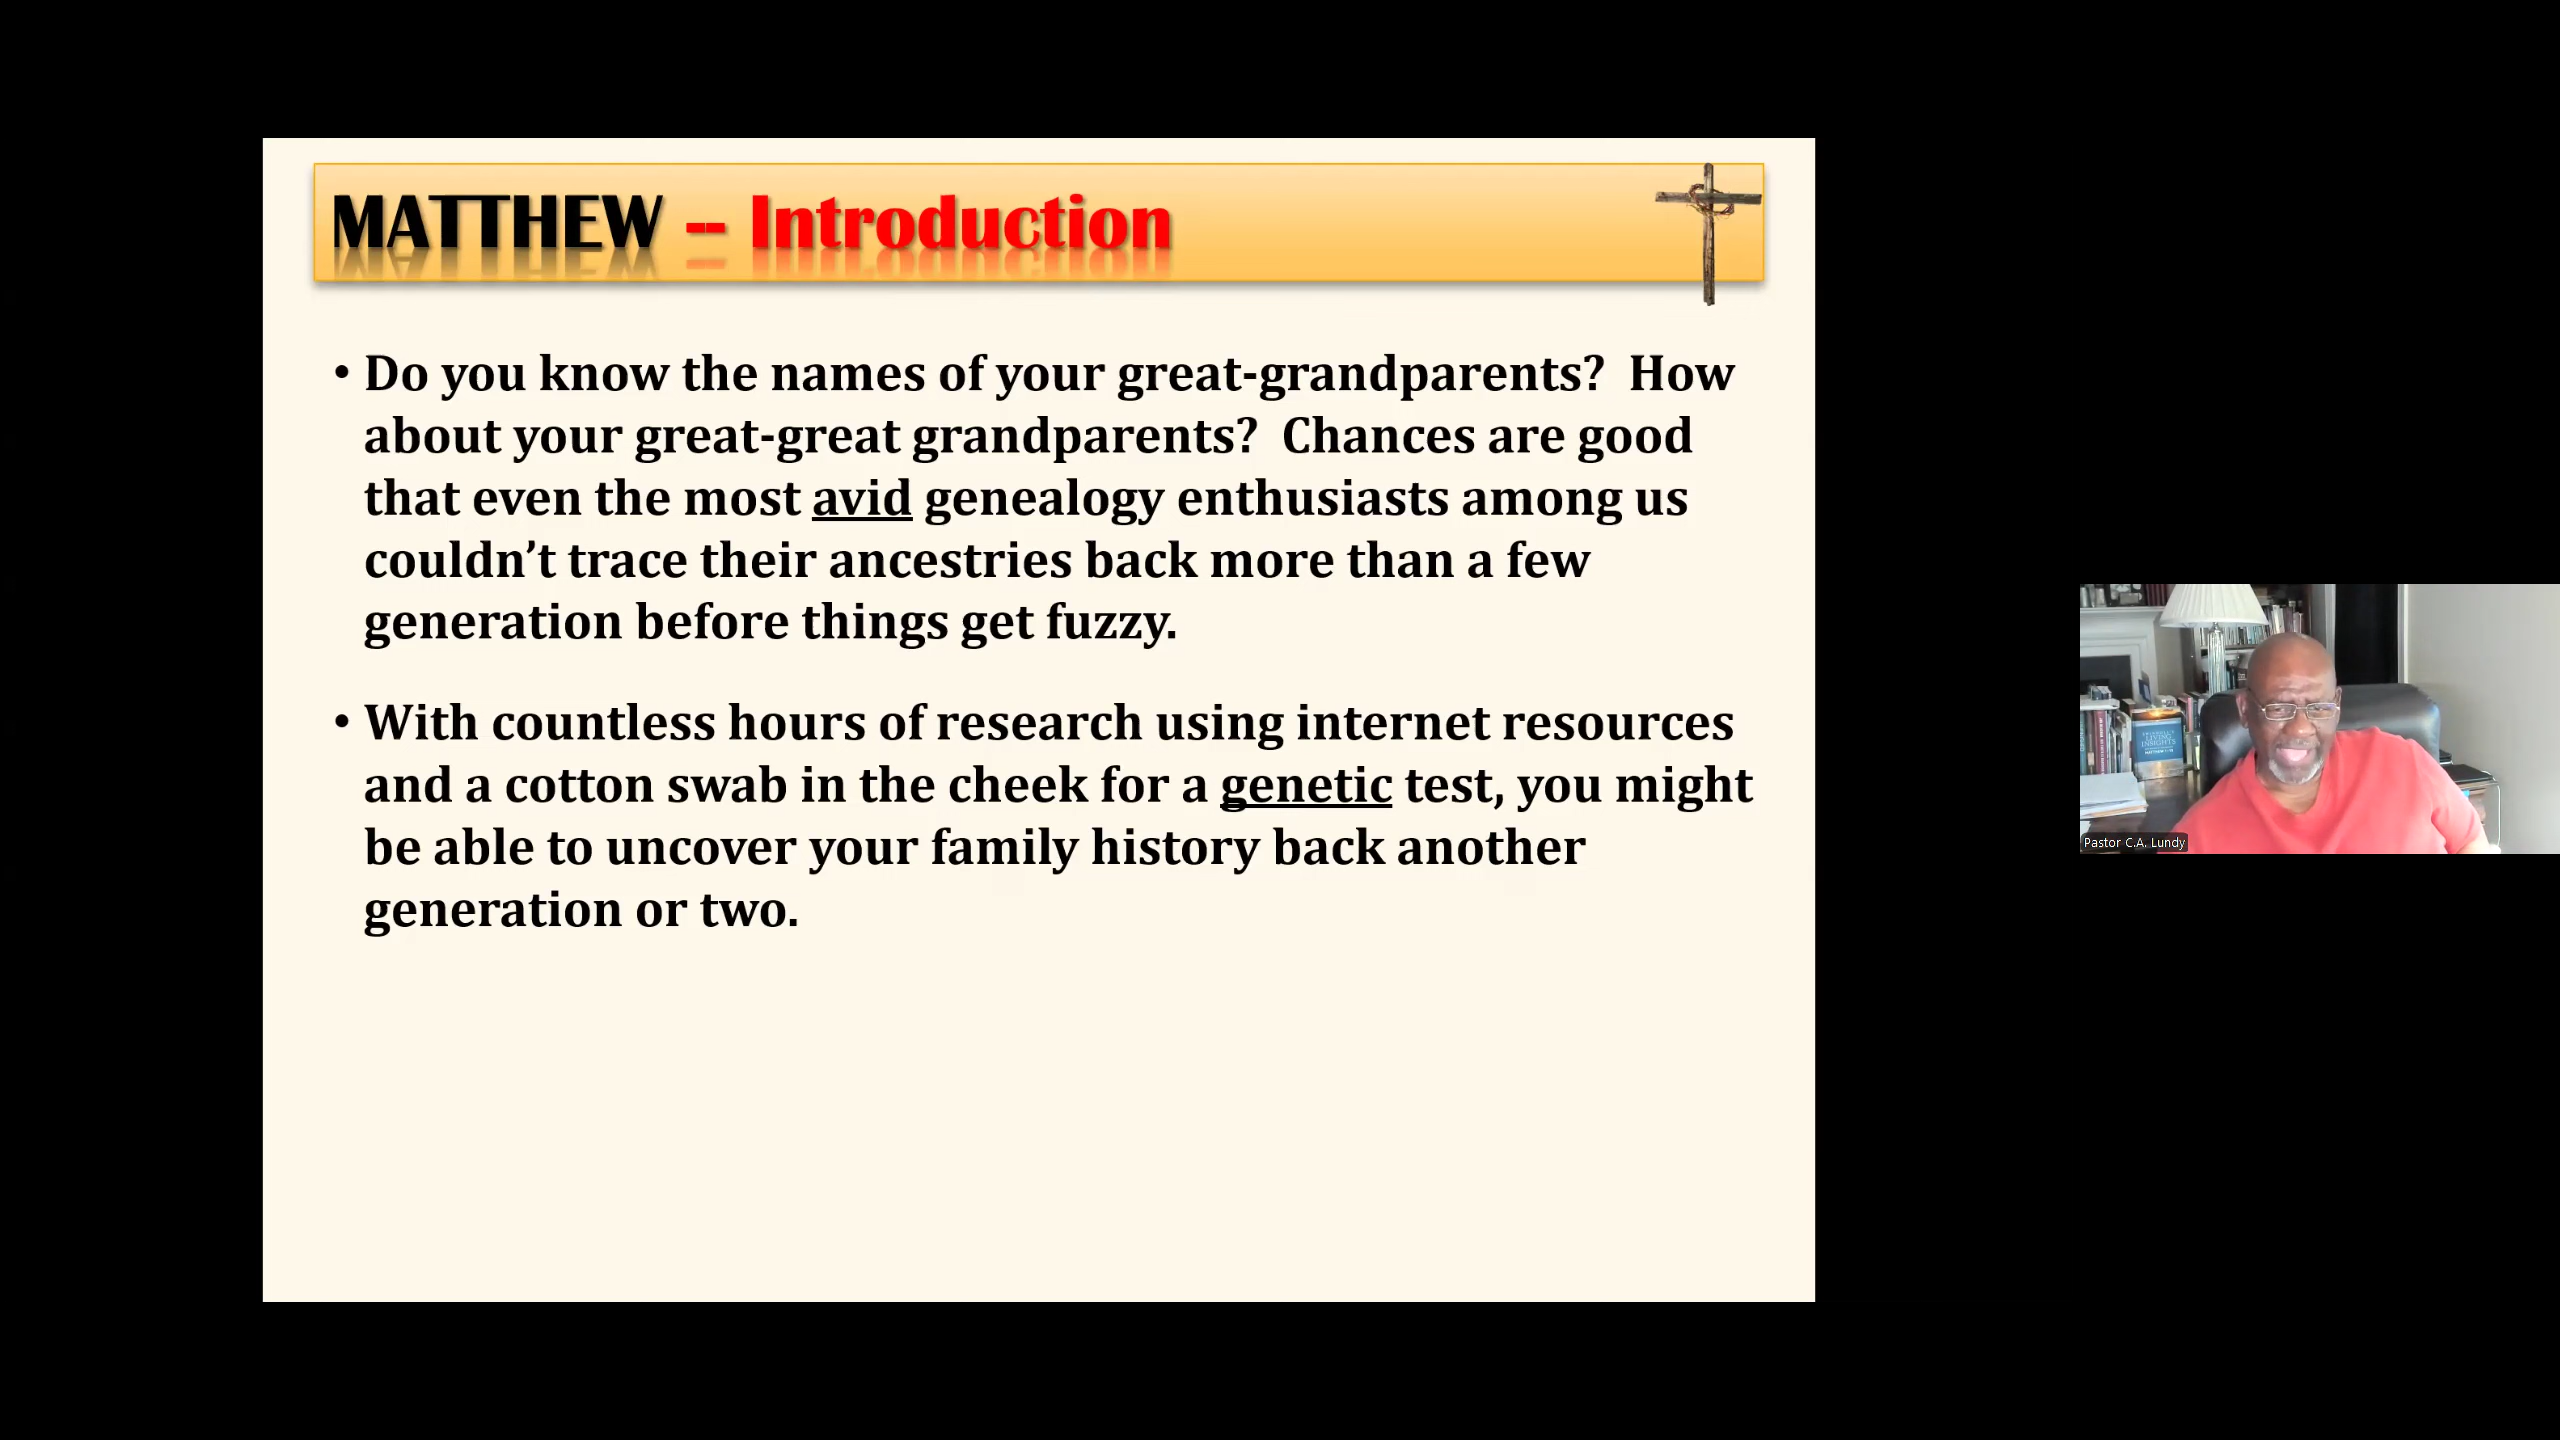 MATTHEW -- Introduction
• Do you know the names of your great-grandparents?  How
about your great-great grandparents?  Chances are good
that even the most avid genealogy enthusiasts among us
couldn’t trace their ancestries back more than a few
generation before things get fuzzy.
• With countless hours of research using internet resources
and a cotton swab in the cheek for a genetic test, you might
be able to uncover your family history back another
generation or two.
LIVING
INSIGHTS
Pastor C.A. Lundy